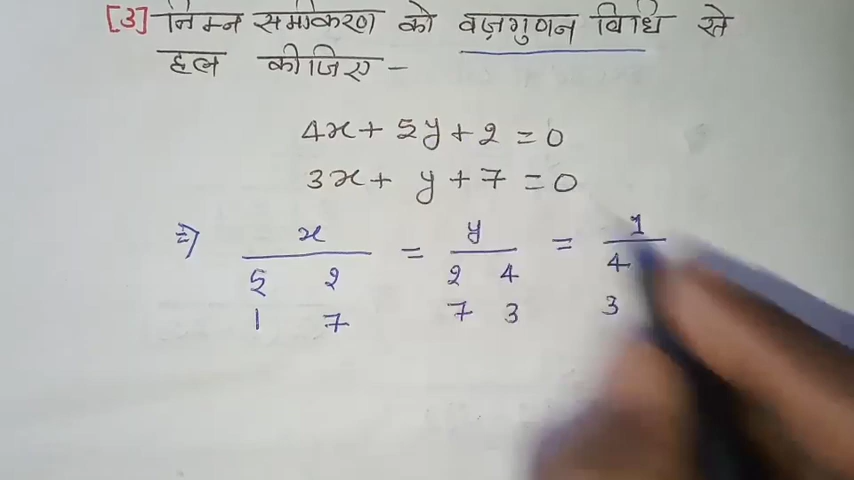 [3] निम्न समीकरण को वज्रगुणन विधि से
हल कीजिए -
4x + 5y + 2 = 0
3x + y + 7 = 0
⇒ x = y = 1
5 2 2 4 4
1 7 7 3 3